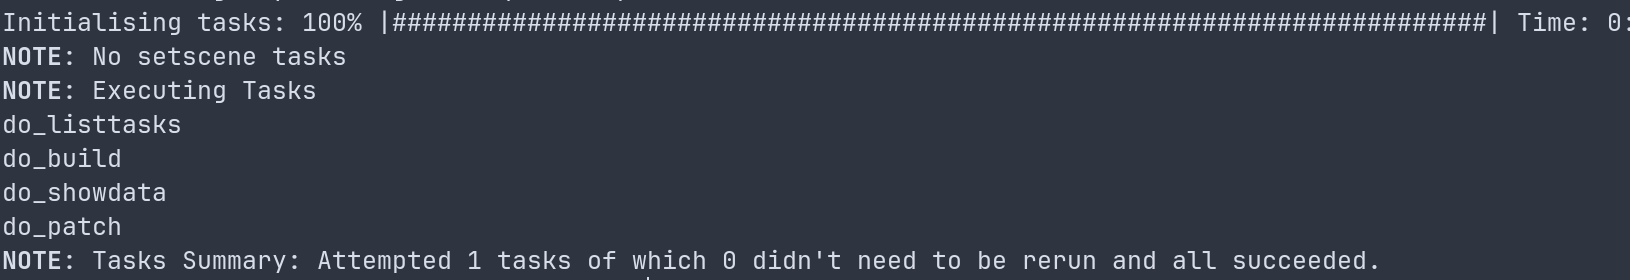 Initialising tasks: 100% |#########################################################################| Time: 0:
NOTE: No setscene tasks
NOTE: Executing Tasks
do_listtasks
do_build
do_showdata
do_patch
NOTE: Tasks Summary: Attempted 1 tasks of which 0 didn't need to be rerun and all succeeded.